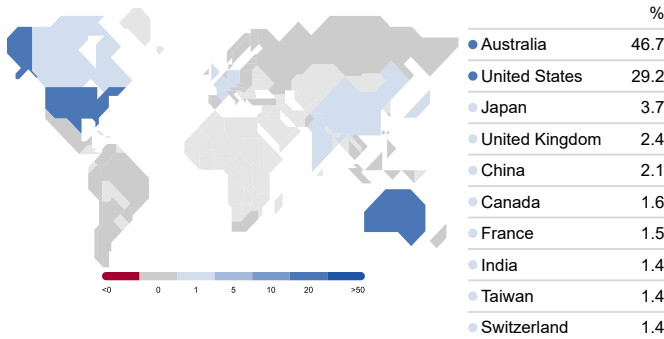 %
Australia 46.7
United States 29.2
Japan 3.7
United Kingdom 2.4
China 2.1
Canada 1.6
France 1.5
India 1.4
Taiwan 1.4
Switzerland 1.4
<0 0 1 5 10 20 >50